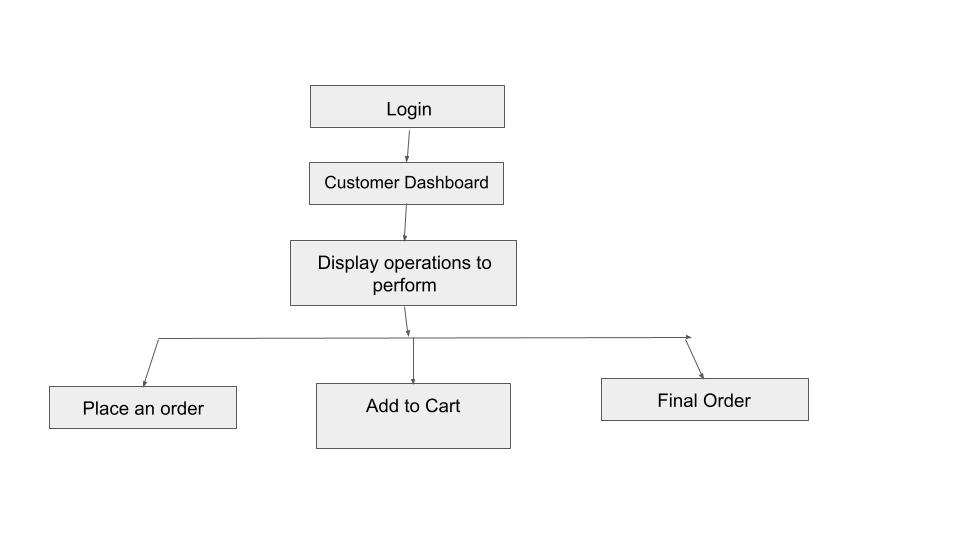 Login
Customer Dashboard
Display operations to
perform
Place an order
Add to Cart
Final Order